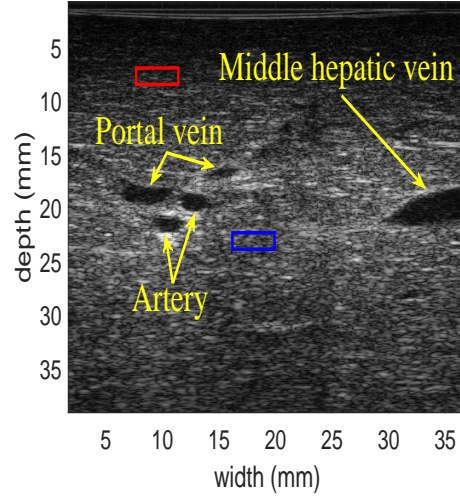 5
10
15
20
25
30
35
depth (mm)
Middle hepatic vein
Portal vein
Artery
5 10 15 20 25 30 35
width (mm)